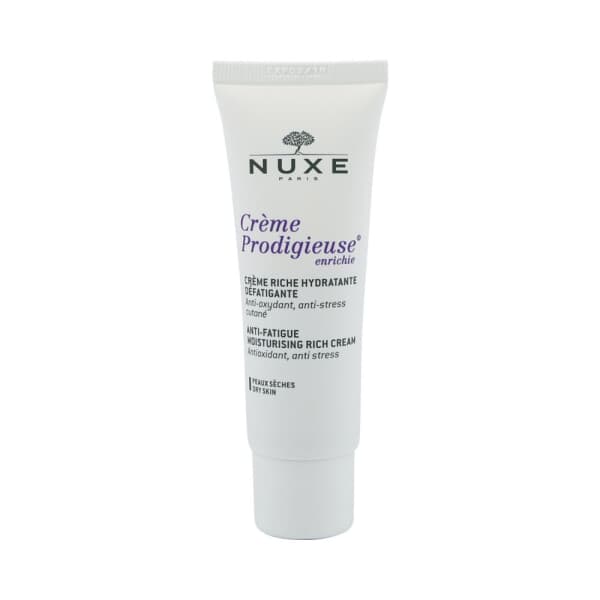 NUXE
PARIS
Crème
Prodigieuse®
enrichie
CRÈME RICHE HYDRATANTE
DÉFATIGANTE
Anti-oxydant, anti-stress
cutané
ANTI-FATIGUE
MOISTURISING RICH CREAM
Antioxidant, anti stress
PEAUX SÈCHES
DRY SKIN